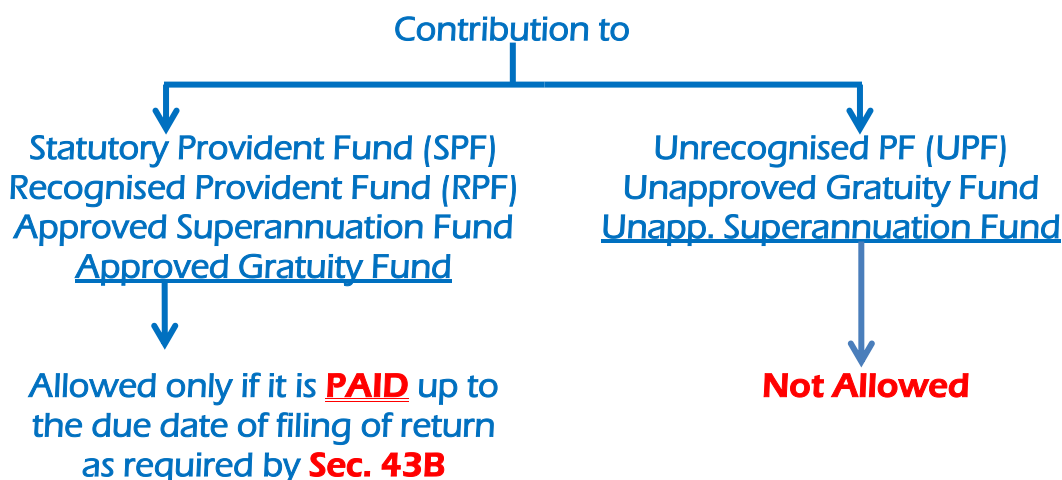 Contribution to
Statutory Provident Fund (SPF)
Recognised Provident Fund (RPF)
Approved Superannuation Fund
Approved Gratuity Fund
Allowed only if it is PAID up to
the due date of filing of return
as required by Sec. 43B
Unrecognised PF (UPF)
Unapproved Gratuity Fund
Unapp. Superannuation Fund
Not Allowed